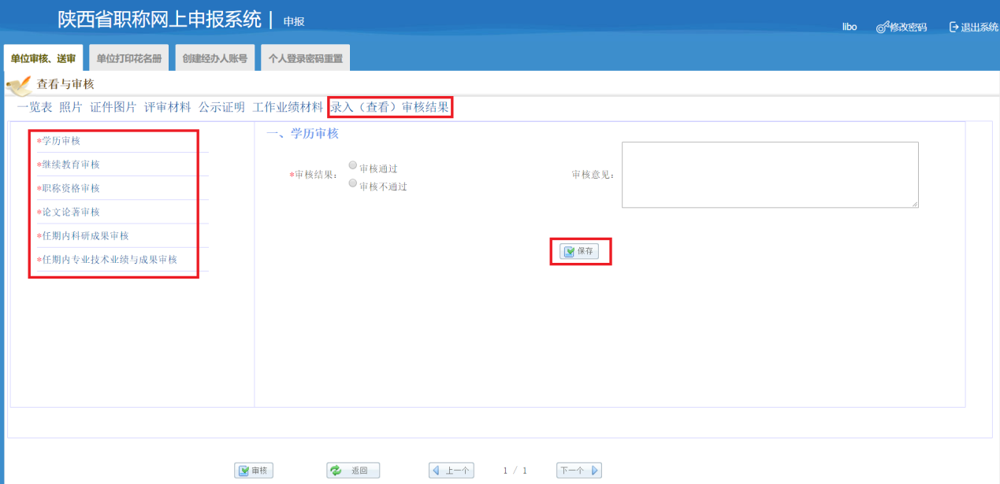 陕西省职称网上申报系统 | 申报
libo 修改密码 退出系统
单位审核、送审 单位打印花名册 创建经办人账号 个人登录密码重置
查看与审核
一览表 照片 证件图片 评审材料 公示证明 工作业绩材料 录入（查看）审核结果
*学历审核
*继续教育审核
*职称资格审核
*论文论著审核
*任期内科研成果审核
*任期内专业技术业绩与成果审核
一、学历审核
*审核结果： 审核通过
审核不通过
审核意见：
保存
审核 返回 上一个 1 / 1 下一个